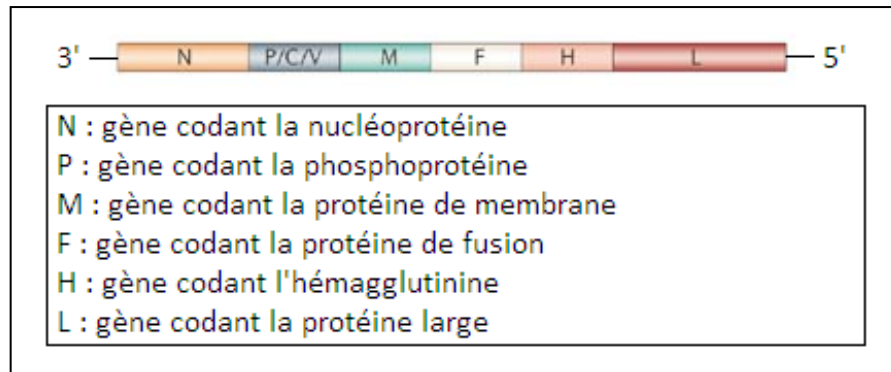 3' N P/C/V M F H L 5'
N : gène codant la nucléoprotéine
P : gène codant la phosphoprotéine
M : gène codant la protéine de membrane
F : gène codant la protéine de fusion
H : gène codant l'hémagglutinine
L : gène codant la protéine large